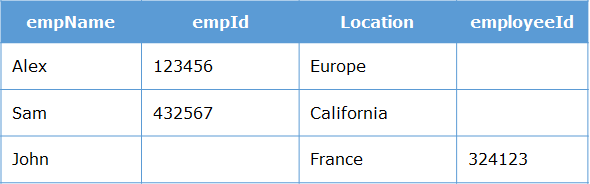 empName empId Location employeeId
Alex 123456 Europe
Sam 432567 California
John France 324123